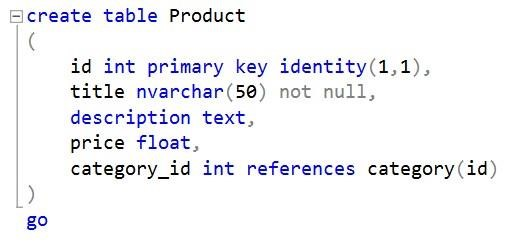 create table Product
(
id int primary key identity(1,1),
title nvarchar(50) not null,
description text,
price float,
category_id int references category(id)
)
go